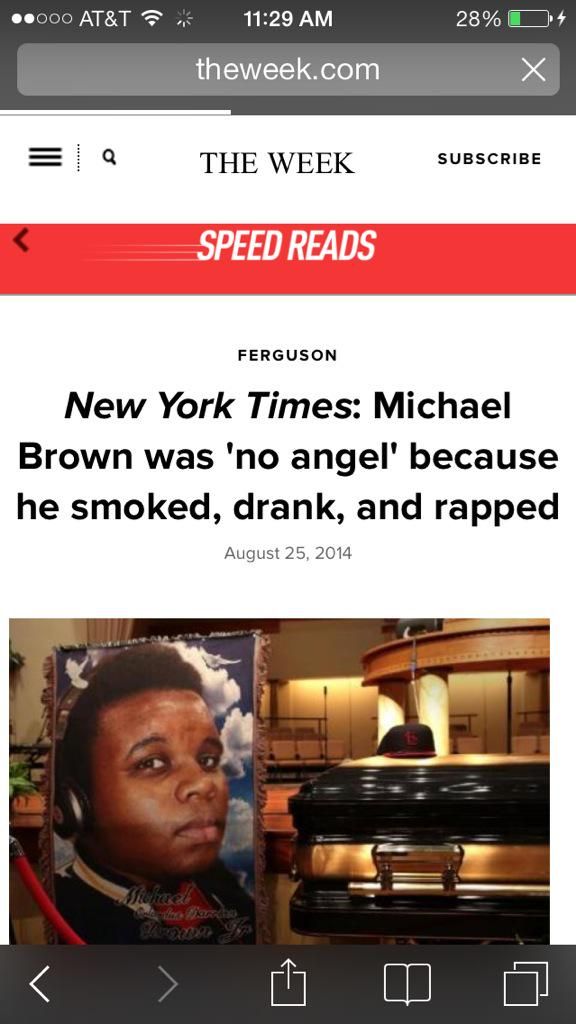 AT&T 11:29 AM 28%
theweek.com
THE WEEK SUBSCRIBE
SPEED READS
FERGUSON
New York Times: Michael
Brown was 'no angel' because
he smoked, drank, and rapped
August 25, 2014
Michael
Brown Jr